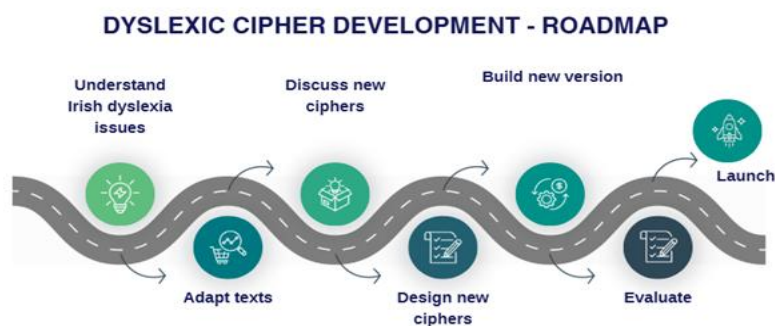 DYSLEXIC CIPHER DEVELOPMENT - ROADMAP
Understand
Irish dyslexia
issues
Adapt texts
Discuss new
ciphers
Design new
ciphers
Build new version
Evaluate
Launch
$